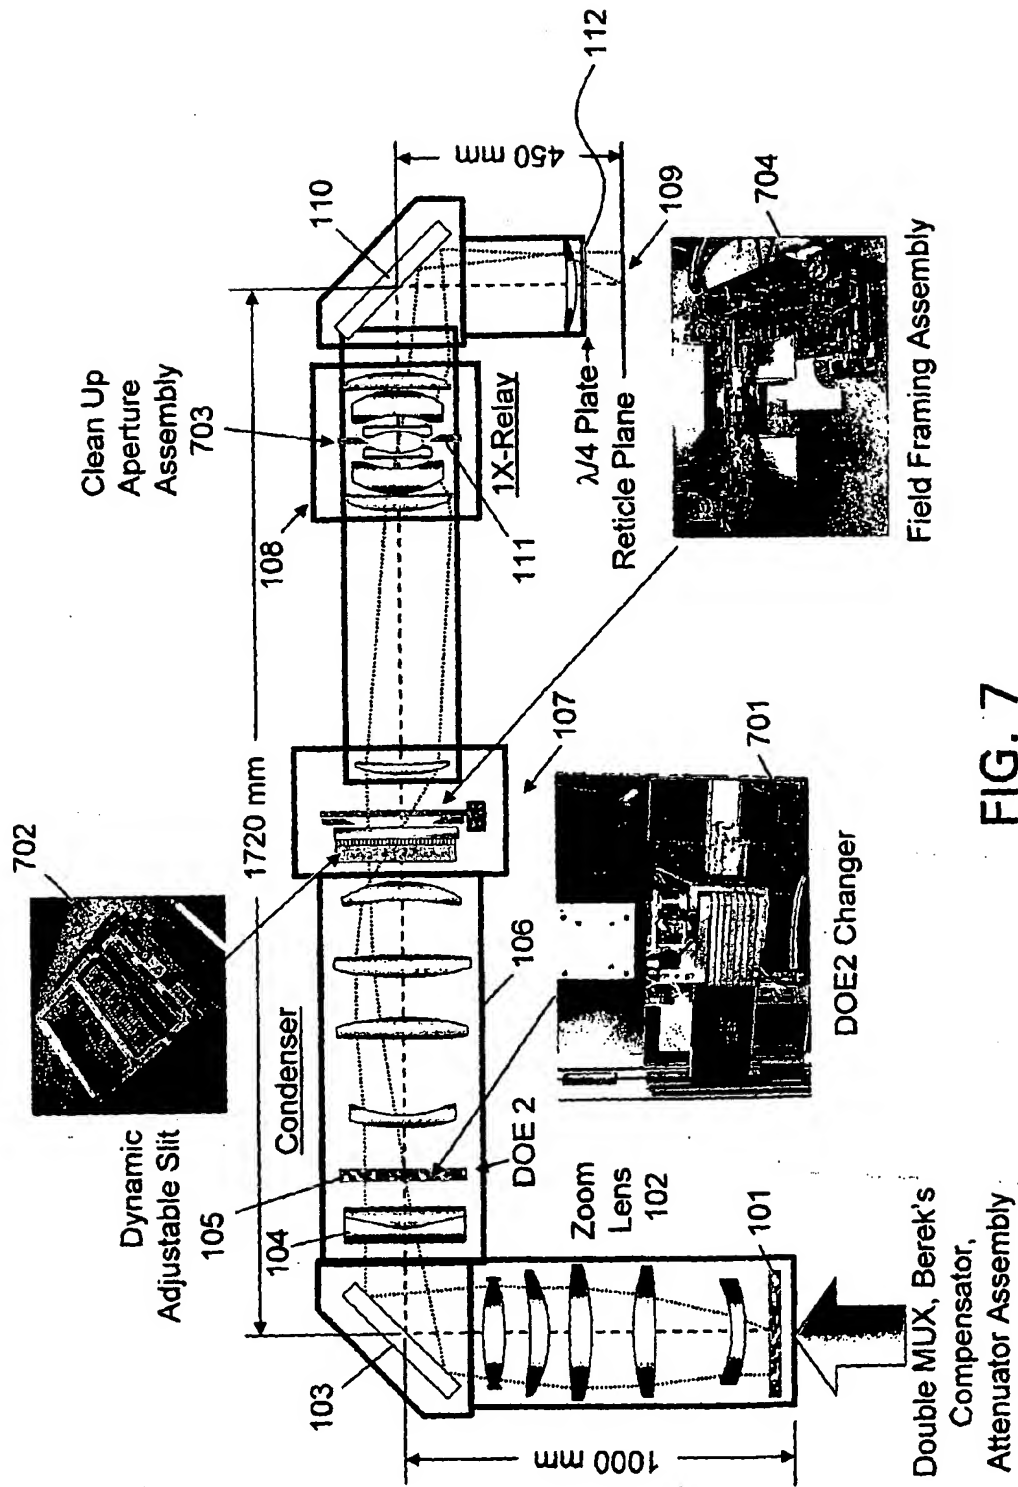 702
Dynamic
Adjustable Slit
105
104
103
Condenser
1720 mm
Clean Up
Aperture
Assembly
703
108
110
1X-Relay
111
450 mm
112
λ/4 Plate
Reticle Plane
109
107
106
DOE 2
Zoom
Lens
102
101
1000 mm
Double MUX, Berek's
Compensator,
Attenuator Assembly
701
DOE2 Changer
704
Field Framing Assembly
FIG. 7